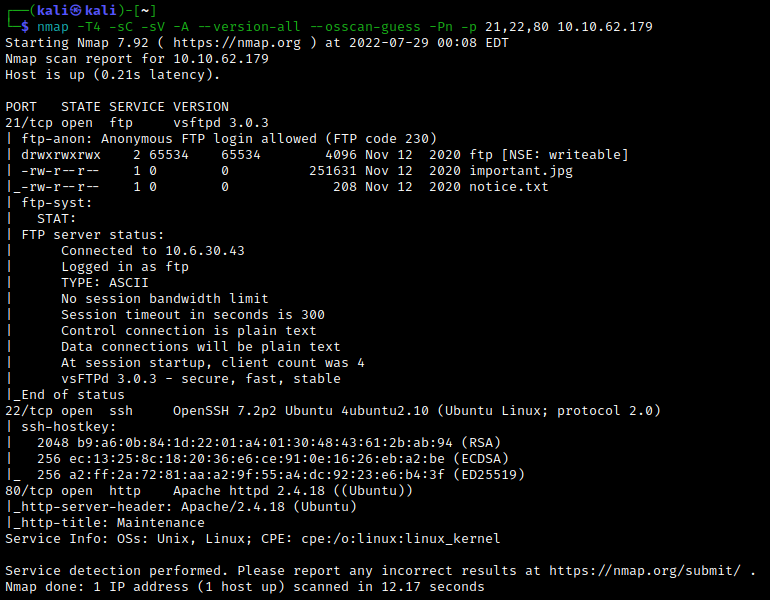 ┌──(kali㉿kali)-[~]
└─$ nmap -T4 -sC -sV -A --version-all --osscan-guess -Pn -p 21,22,80 10.10.62.179
Starting Nmap 7.92 ( https://nmap.org ) at 2022-07-29 00:08 EDT
Nmap scan report for 10.10.62.179
Host is up (0.21s latency).

PORT   STATE SERVICE VERSION
21/tcp open  ftp     vsftpd 3.0.3
| ftp-anon: Anonymous FTP login allowed (FTP code 230)
| drwxrwxrwx    2 65534    65534        4096 Nov 12  2020 ftp [NSE: writeable]
| -rw-r--r--    1 0        0          251631 Nov 12  2020 important.jpg
|_-rw-r--r--    1 0        0             208 Nov 12  2020 notice.txt
| ftp-syst:
|   STAT:
| FTP server status:
|      Connected to 10.6.30.43
|      Logged in as ftp
|      TYPE: ASCII
|      No session bandwidth limit
|      Session timeout in seconds is 300
|      Control connection is plain text
|      Data connections will be plain text
|      At session startup, client count was 4
|      vsFTPd 3.0.3 - secure, fast, stable
|_End of status
22/tcp open  ssh     OpenSSH 7.2p2 Ubuntu 4ubuntu2.10 (Ubuntu Linux; protocol 2.0)
| ssh-hostkey:
|   2048 b9:a6:0b:84:1d:22:01:a4:01:30:48:43:61:2b:ab:94 (RSA)
|   256 ec:13:25:8c:18:20:36:e6:ce:91:0e:16:26:eb:a2:be (ECDSA)
|_  256 a2:ff:2a:72:81:aa:a2:9f:55:a4:dc:92:23:e6:b4:3f (ED25519)
80/tcp open  http    Apache httpd 2.4.18 ((Ubuntu))
|_http-server-header: Apache/2.4.18 (Ubuntu)
|_http-title: Maintenance
Service Info: OSs: Unix, Linux; CPE: cpe:/o:linux:linux_kernel

Service detection performed. Please report any incorrect results at https://nmap.org/submit/ .
Nmap done: 1 IP address (1 host up) scanned in 12.17 seconds